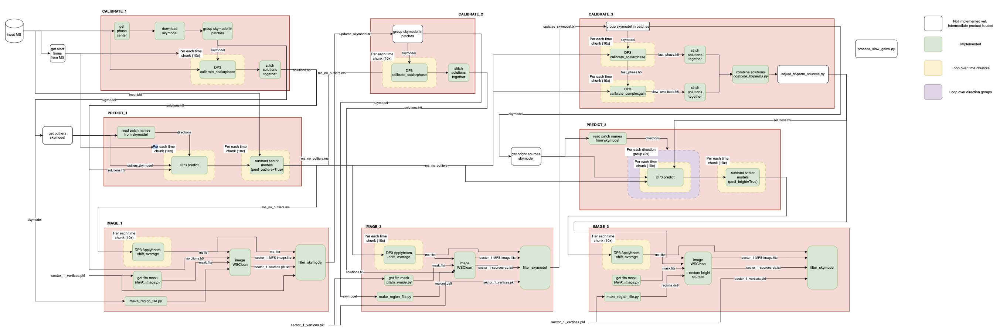 CALIBRATE_1
input MS
get
phase
center
download
skymodel
group skymodel in
patches
get start
times
from MS
Per each time
chunk (10x)
skymodel
DP3
calibrate_scalarphase
stitch
solutions
together
solutions.h5
input MS
skymodel
solutions.h5
CALIBRATE_2
updated_skymodel.txt
group skymodel in
patches
skymodel
Per each time
chunk (10x)
ms_no_outliers.ms
DP3
calibrate_scalarphase
stitch
solutions
together
skymodel
solutions.h5
CALIBRATE_3
updated_skymodel.txt
group skymodel in patches
Per each time
chunk (10x)
skymodel
DP3
calibrate_scalarphase
fast_phase.h5
stitch
solutions
together
fast_phase.h5
Per each time
chunk (10x)
DP3
calibrate_complexgain
slow_amplitude.h5
stitch
solutions
together
combine solutions
combine_h5parms.py
adjust_h5parm_sources.py
skymodel
solutions.h5
process_slow_gains.py
Not implemented yet.
Intermediate product is used
Implemented
Loop over time chuncks
Loop over direction groups
PREDICT_1
get outliers
skymodel
read patch names
from skymodel
directions
Per each time
chunk (10x)
Per each time
chunk (10x)
outliers.skymodel
solutions.h5
DP3 predict
subtract sector
models
(peel_outliers=True)
ms_no_outliers.ms
ms_no_outliers
ms_no_outliers.ms
PREDICT_3
get bright sources
skymodel
read patch names
from skymodel
directions
Per each direction
group (2x)
Per each time
chunk (10x)
DP3 predict
Per each time
chunk (10x)
subtract sector
models
(peel_bright=True)
skymodel
IMAGE_1
Per each time
chunk (10x)
DP3 Applybeam,
shift, average
ms list
solutions.h5
mask.fits
image
WSClean
ms_list
sector_1-MFS-image.fits
sector_1-sources-pb.txt
filter_skymodel
sector_1_vertices.pkl
get fits mask
blank_image.py
make_region_file.py
IMAGE_2
Per each time
chunk (10x)
DP3 Applybeam,
shift, average
ms_list
mask.fits
solutions.h5
image
WSClean
sector_1-MFS-image.fits
sector_1-sources-pb.txt
filter_skymodel
get fits mask
blank_image.py
regions.ds9
sector_1_vertices.pkl
skymodel
make_region_file.py
sector_1_vertices.pkl
IMAGE_3
Per each time
chunk (10x)
DP3 Applybeam,
shift, average
ms_list
mask.fits
image
WSClean
+ restore bright
sources
sector_1-MFS-image.fits
sector_1-sources-pb.txt
filter_skymodel
get fits mask
blank_image.py
regions.ds9
sector_1_vertices.pkl
make_region_file.py
sector_1_vertices.pkl